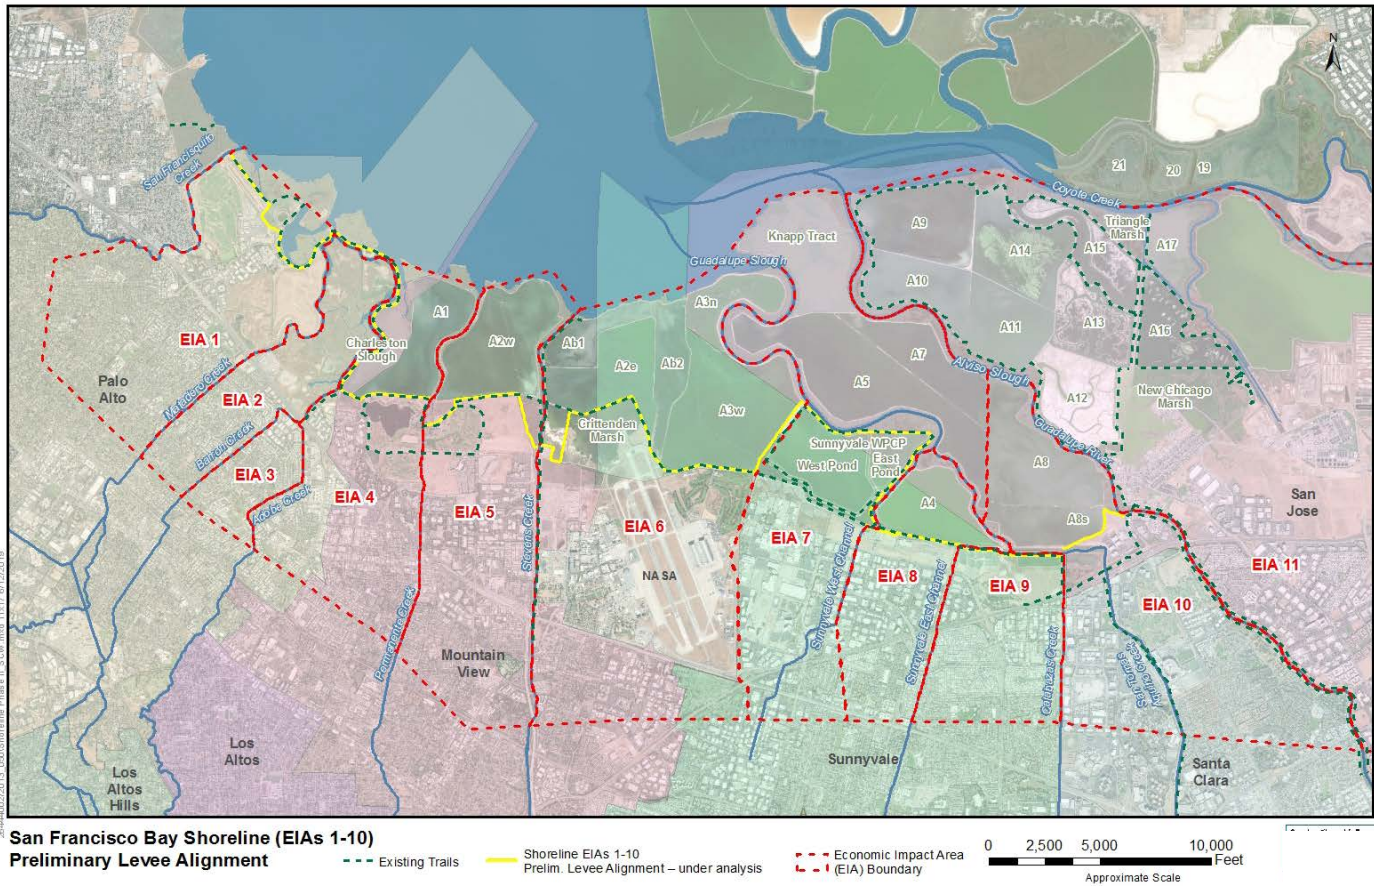 N
San Francisquito
Creek
21
20
19
Coyote Creek
A9
Triangle
Marsh
Knapp Tract
A14
A15
A17
Guadalupe Slough
A10
A3n
A1
A11
A13
A16
EIA 1
Charleston
Slough
A2w
Ab1
A2e
Ab2
A7
Alviso Slough
Palo
Alto
Matadero Creek
EIA 2
A5
A12
New Chicago
Marsh
A3w
Barron Creek
Crittenden
Marsh
Sunnyvale WPCP
West Pond
East
Pond
Guadalupe River
A8
EIA 3
Adobe Creek
EIA 4
EIA 5
Stevens Creek
EIA 6
A4
A8s
San
Jose
EIA 7
Sunnyvale West Channel
NASA
EIA 8
Sunnyvale East Channel
EIA 9
EIA 10
EIA 11
Permanente Creek
Mountain
View
Calabazas Creek
San Tomas
Aquino Creek
Los
Altos
Los
Altos
Hills
Sunnyvale
Santa
Clara
San Francisco Bay Shoreline (EIAs 1-10)
Preliminary Levee Alignment
Existing Trails
Shoreline EIAs 1-10
Prelim. Levee Alignment – under analysis
Economic Impact Area
(EIA) Boundary
0 2,500 5,000 10,000
Feet
Approximate Scale